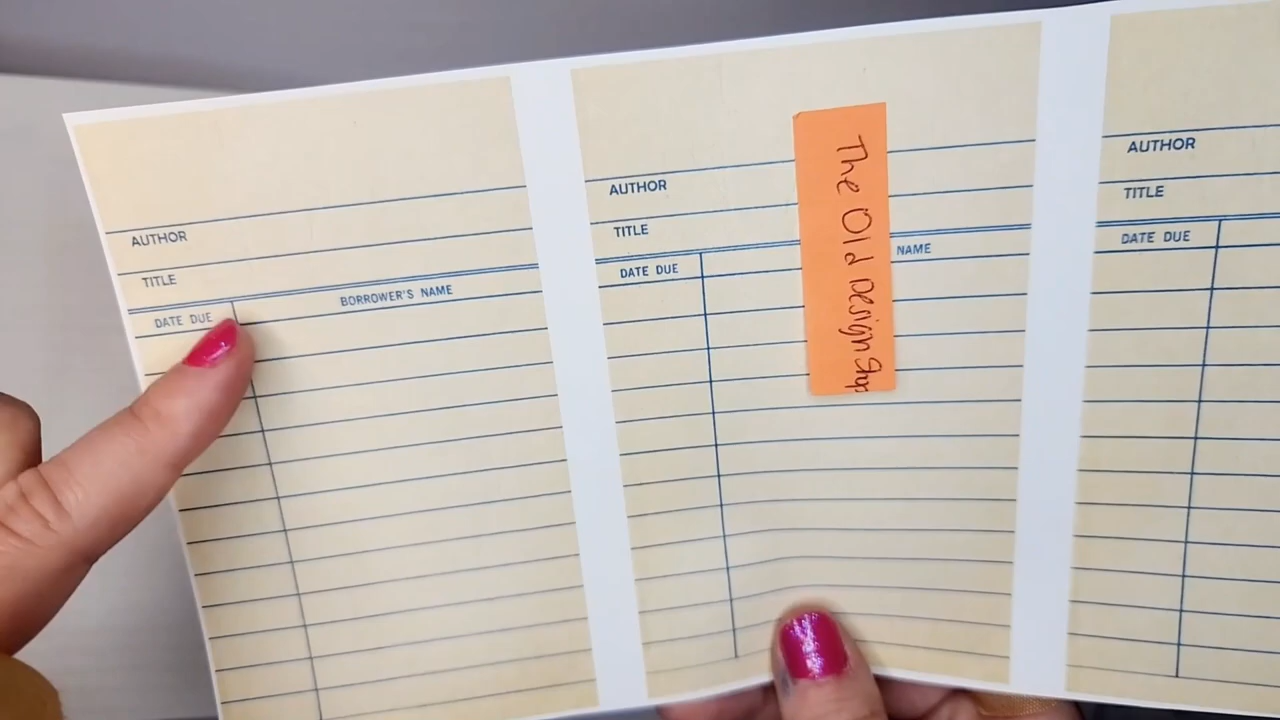 AUTHOR
TITLE
DATE DUE
BORROWER'S NAME
AUTHOR
TITLE
DATE DUE
NAME
The Old Design Shop
AUTHOR
TITLE
DATE DUE